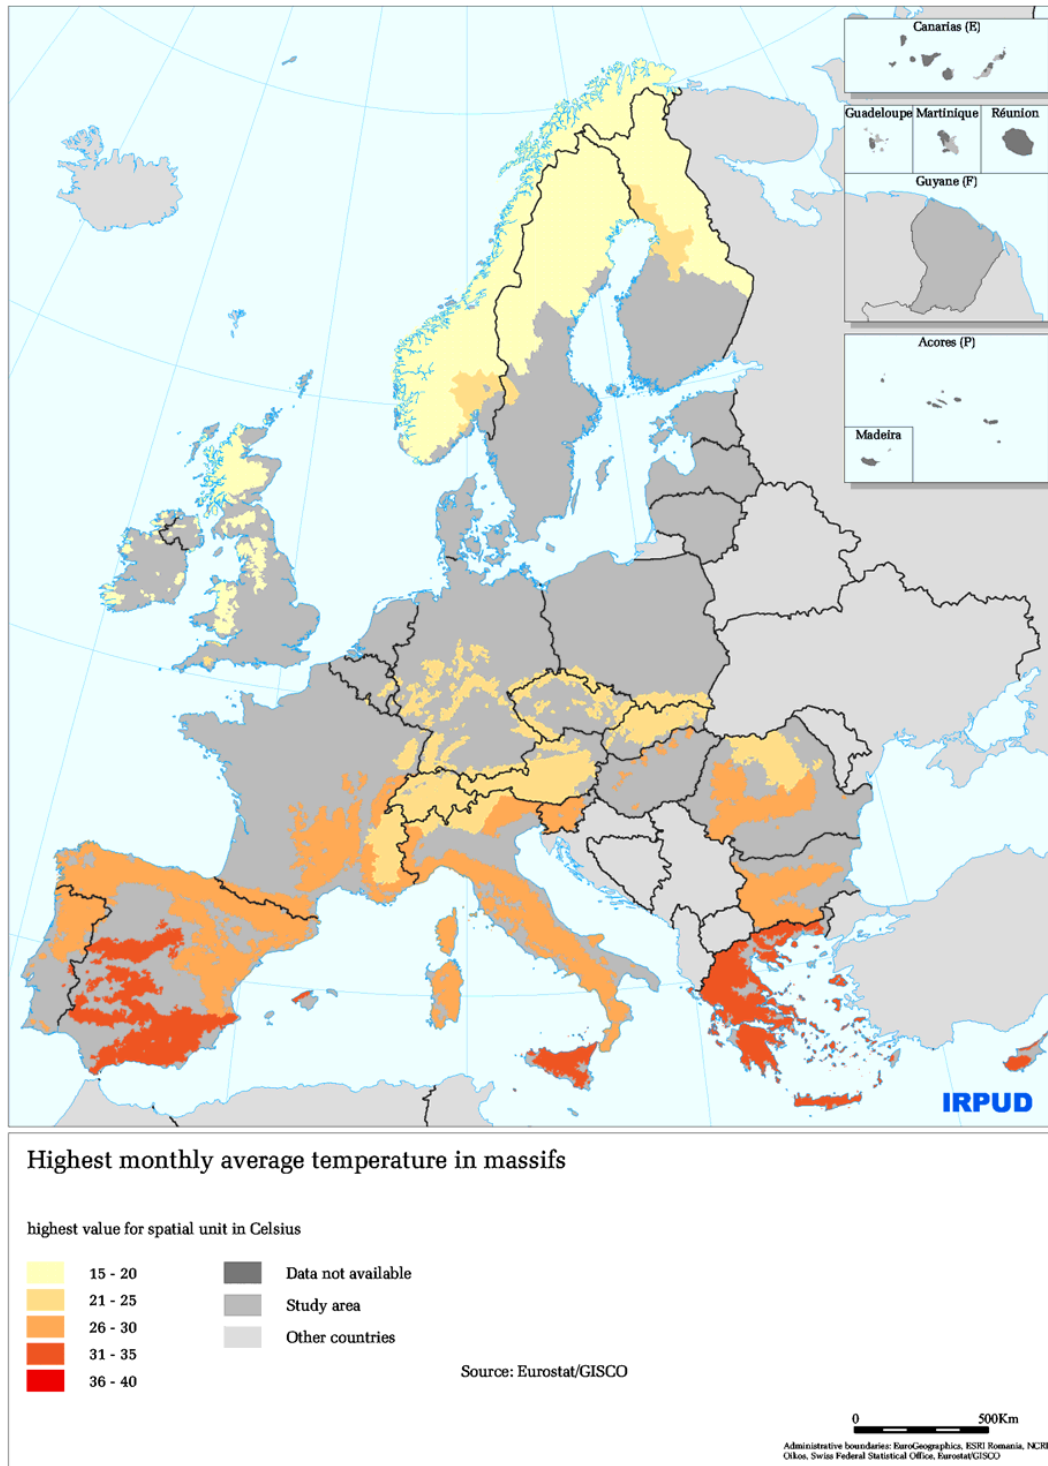 Canarias (E)
Guadeloupe Martinique Réunion
Guyane (F)
Acores (P)
Madeira
IRPUD
Highest monthly average temperature in massifs
highest value for spatial unit in Celsius
15 - 20
21 - 25
26 - 30
31 - 35
36 - 40
Data not available
Study area
Other countries
Source: Eurostat/GISCO
0 500Km
Administrative boundaries: EuroGeographics, ESRI Romania, NCRI
Oikos, Swiss Federal Statistical Office, Eurostat/GISCO